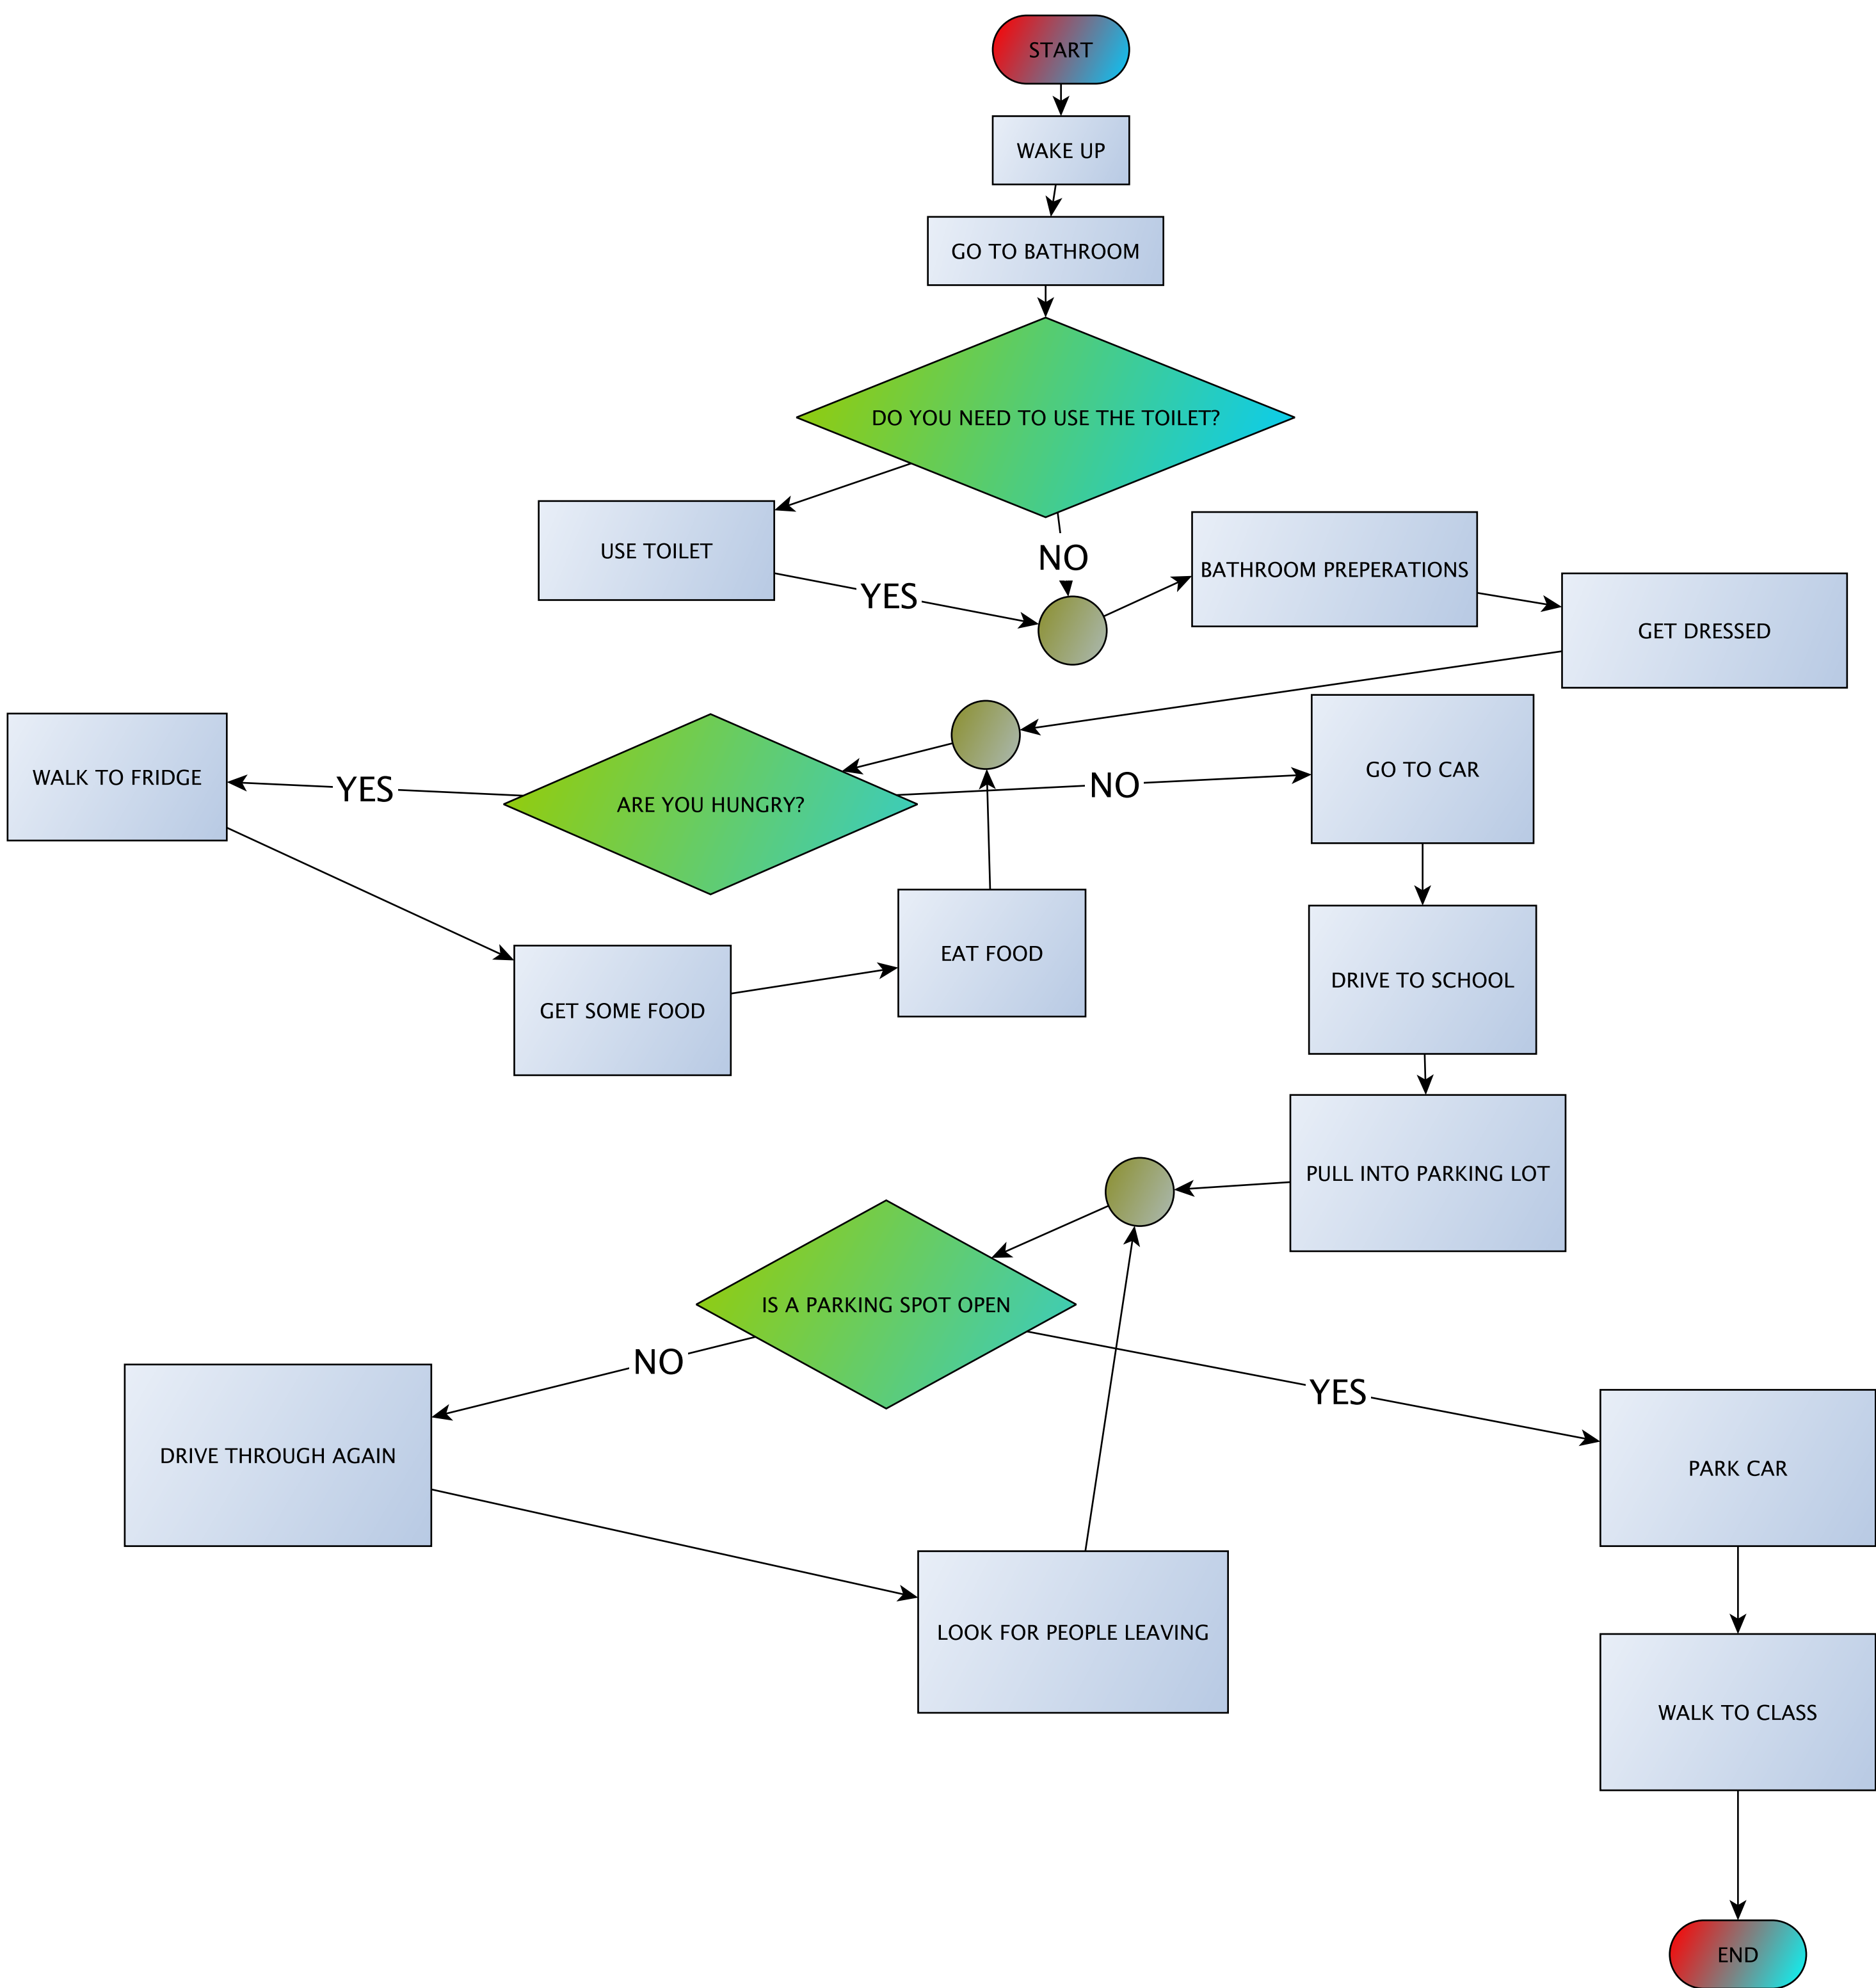 START
WAKE UP
GO TO BATHROOM
DO YOU NEED TO USE THE TOILET?
USE TOILET
NO
YES
BATHROOM PREPERATIONS
GET DRESSED
WALK TO FRIDGE
YES
ARE YOU HUNGRY?
NO
GO TO CAR
GET SOME FOOD
EAT FOOD
DRIVE TO SCHOOL
PULL INTO PARKING LOT
IS A PARKING SPOT OPEN
NO
YES
DRIVE THROUGH AGAIN
PARK CAR
LOOK FOR PEOPLE LEAVING
WALK TO CLASS
END